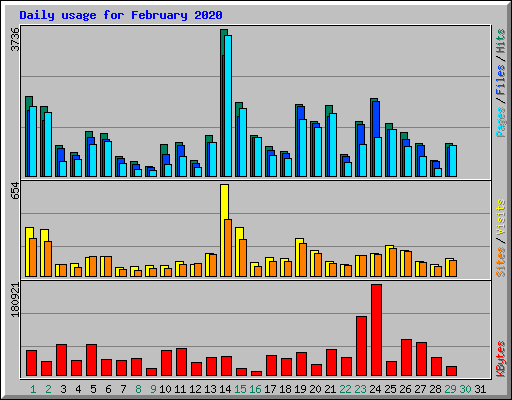 Daily usage for February 2020
3736
Pages / Files / Hits
654
Sites / Visits
180921
KBytes
1 2 3 4 5 6 7 8 9 10 11 12 13 14 15 16 17 18 19 20 21 22 23 24 25 26 27 28 29 30 31